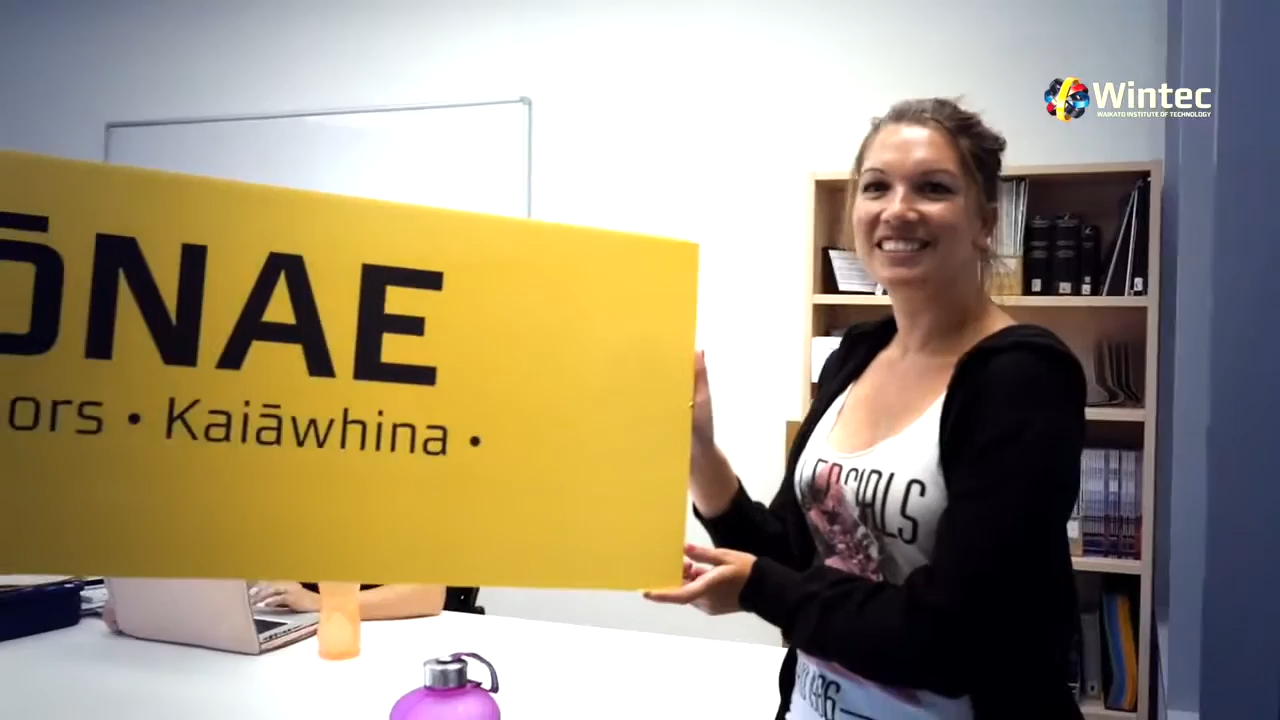 Wintec
WAIKATO INSTITUTE OF TECHNOLOGY
ŌNAE
ors • Kaiāwhina •